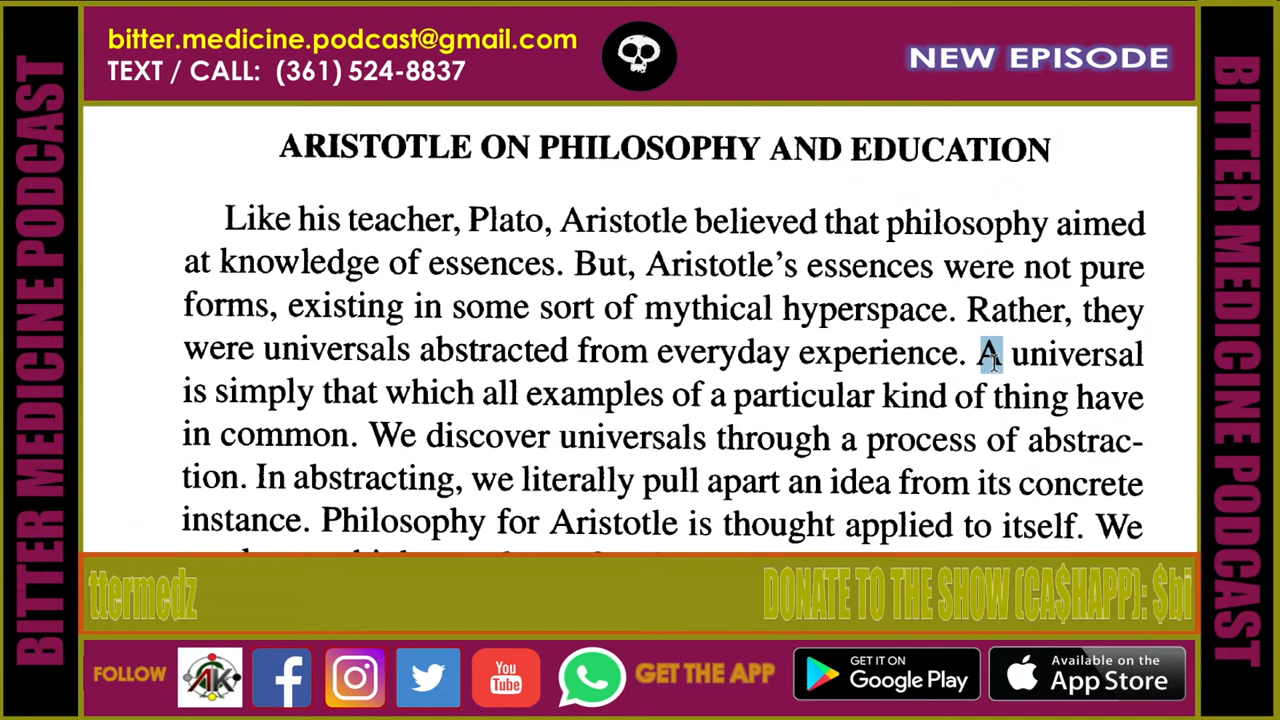 bitter.medicine.podcast@gmail.com
TEXT / CALL: (361) 524-8837
NEW EPISODE
BITTER MEDICINE PODCAST
ARISTOTLE ON PHILOSOPHY AND EDUCATION
Like his teacher, Plato, Aristotle believed that philosophy aimed
at knowledge of essences. But, Aristotle's essences were not pure
forms, existing in some sort of mythical hyperspace. Rather, they
were universals abstracted from everyday experience. A universal
is simply that which all examples of a particular kind of thing have
in common. We discover universals through a process of abstrac-
tion. In abstracting, we literally pull apart an idea from its concrete
instance. Philosophy for Aristotle is thought applied to itself. We
BITTER MEDICINE PODCAST
ttermedz
DONATE TO THE SHOW (CA$HAPP): $bi
FOLLOW
ATK
You
Tube
GET THE APP
GET IT ON
Google Play
Available on the
App Store